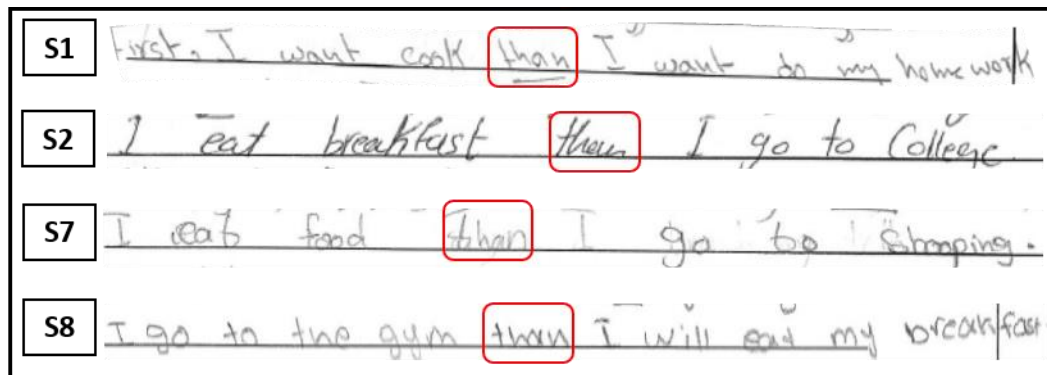 S1 First, I want cook than I want do my homework
S2 I eat breakfast then I go to College.
S7 I eat food than I go to Shooping.
S8 I go to the gym than I will eat my breakfast